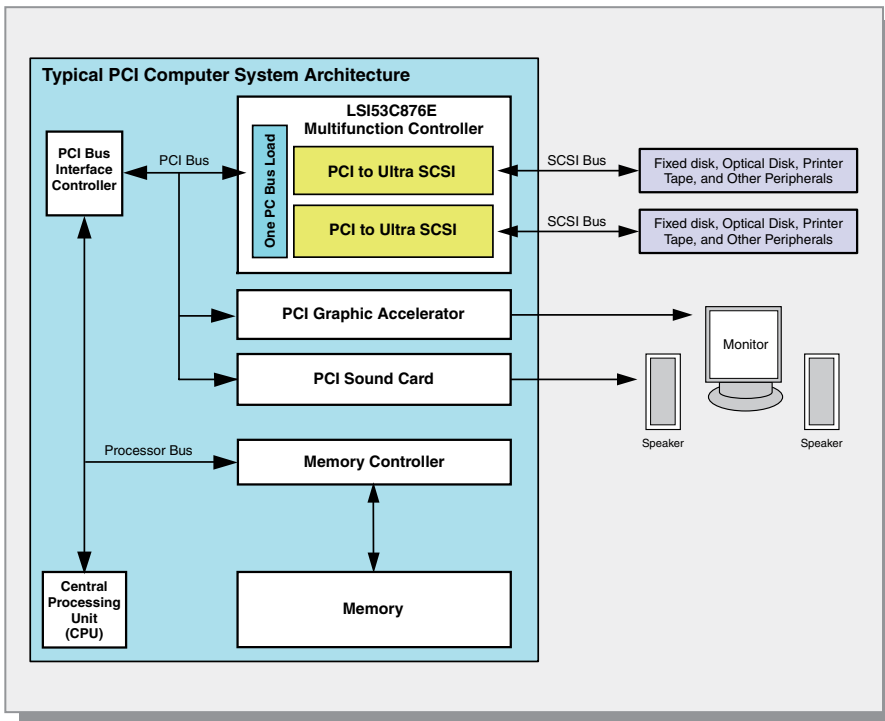 Typical PCI Computer System Architecture
LSI53C876E
Multifunction Controller
PCI Bus
Interface
Controller
PCI Bus
One PC Bus Load
PCI to Ultra SCSI
SCSI Bus
Fixed disk, Optical Disk, Printer
Tape, and Other Peripherals
PCI to Ultra SCSI
SCSI Bus
Fixed disk, Optical Disk, Printer
Tape, and Other Peripherals
PCI Graphic Accelerator
Monitor
PCI Sound Card
Speaker
Speaker
Processor Bus
Memory Controller
Central
Processing
Unit
(CPU)
Memory